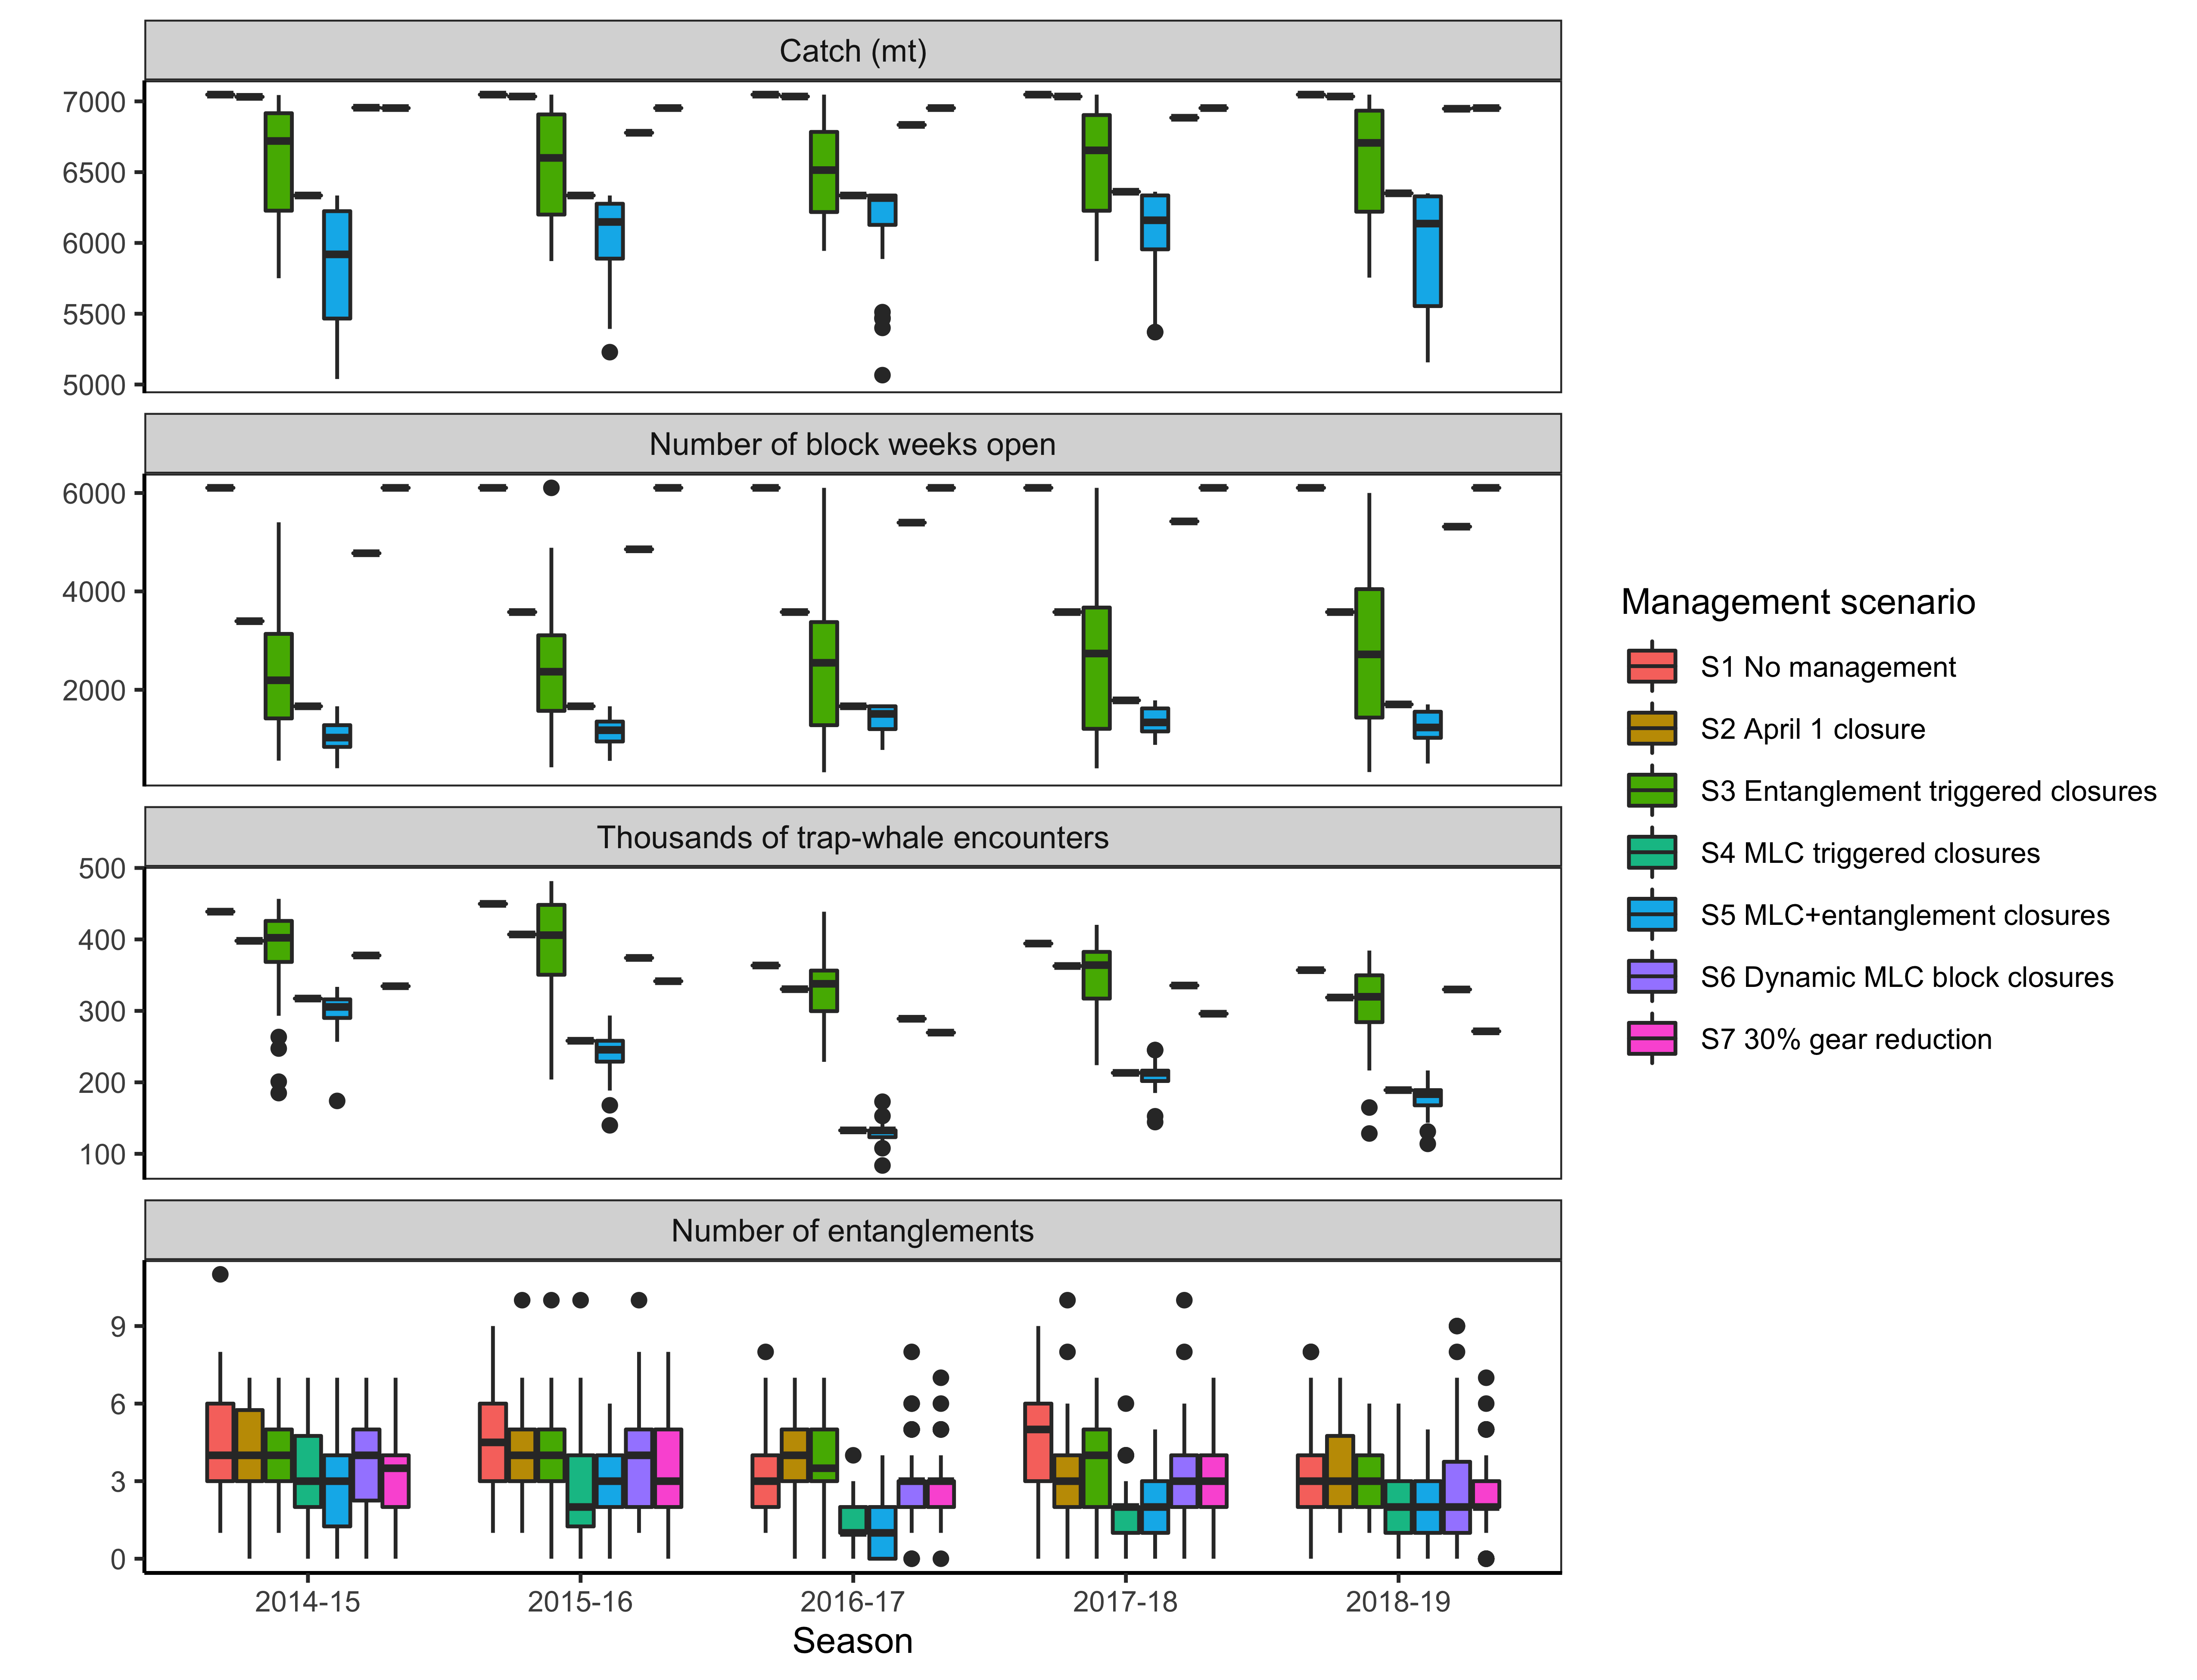 Catch (mt)
7000
6500
6000
5500
5000
Number of block weeks open
6000
4000
2000
Thousands of trap-whale encounters
500
400
300
200
100
Number of entanglements
9
6
3
0
2014-15 2015-16 2016-17 2017-18 2018-19
Season
Management scenario
S1 No management
S2 April 1 closure
S3 Entanglement triggered closures
S4 MLC triggered closures
S5 MLC+entanglement closures
S6 Dynamic MLC block closures
S7 30% gear reduction